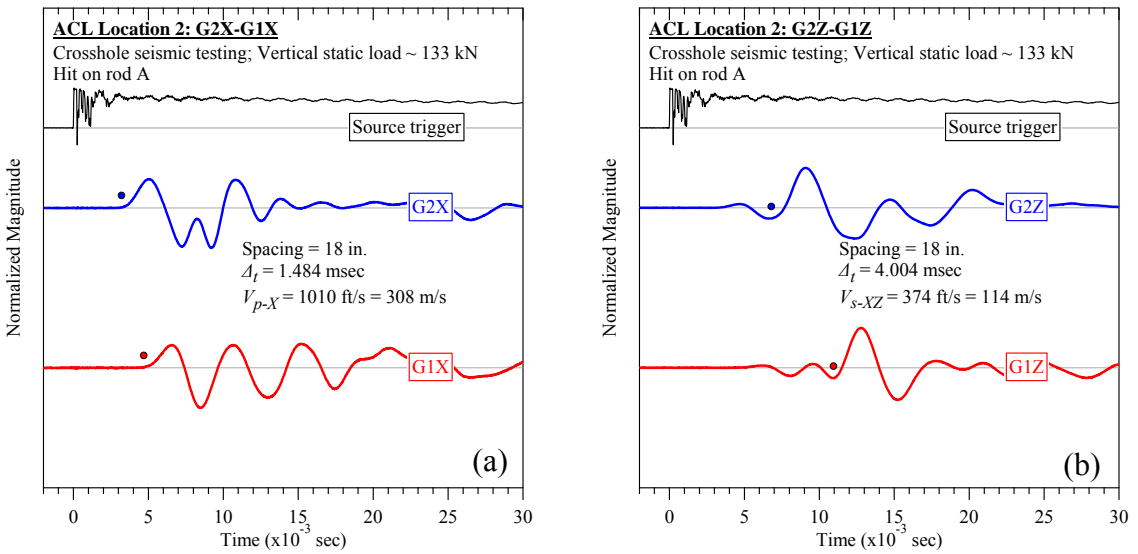 ACL Location 2: G2X-G1X
Crosshole seismic testing; Vertical static load ~ 133 kN
Hit on rod A
Source trigger
G2X
Spacing = 18 in.
Δt = 1.484 msec
Vp-X = 1010 ft/s = 308 m/s
G1X
(a)
Normalized Magnitude
0 5 10 15 20 25 30
Time (x10-3 sec)
ACL Location 2: G2Z-G1Z
Crosshole seismic testing; Vertical static load ~ 133 kN
Hit on rod A
Source trigger
G2Z
Spacing = 18 in.
Δt = 4.004 msec
Vs-XZ = 374 ft/s = 114 m/s
G1Z
(b)
Normalized Magnitude
0 5 10 15 20 25 30
Time (x10-3 sec)